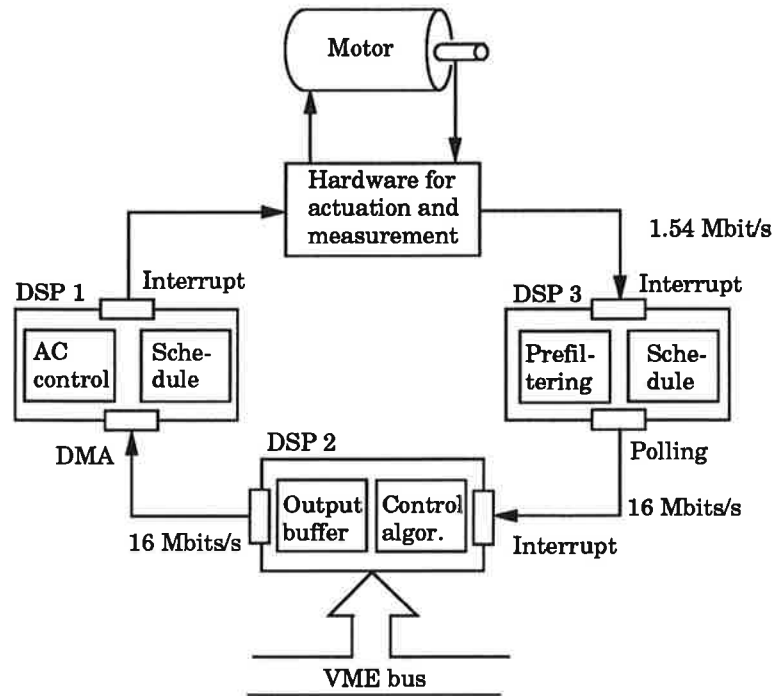 Motor
Hardware for
actuation and
measurement
1.54 Mbit/s
DSP 1
Interrupt
AC
control
Sche-
dule
DMA
DSP 3
Interrupt
Prefil-
tering
Sche-
dule
Polling
DSP 2
Output
buffer
Control
algor.
16 Mbits/s
16 Mbits/s
Interrupt
VME bus